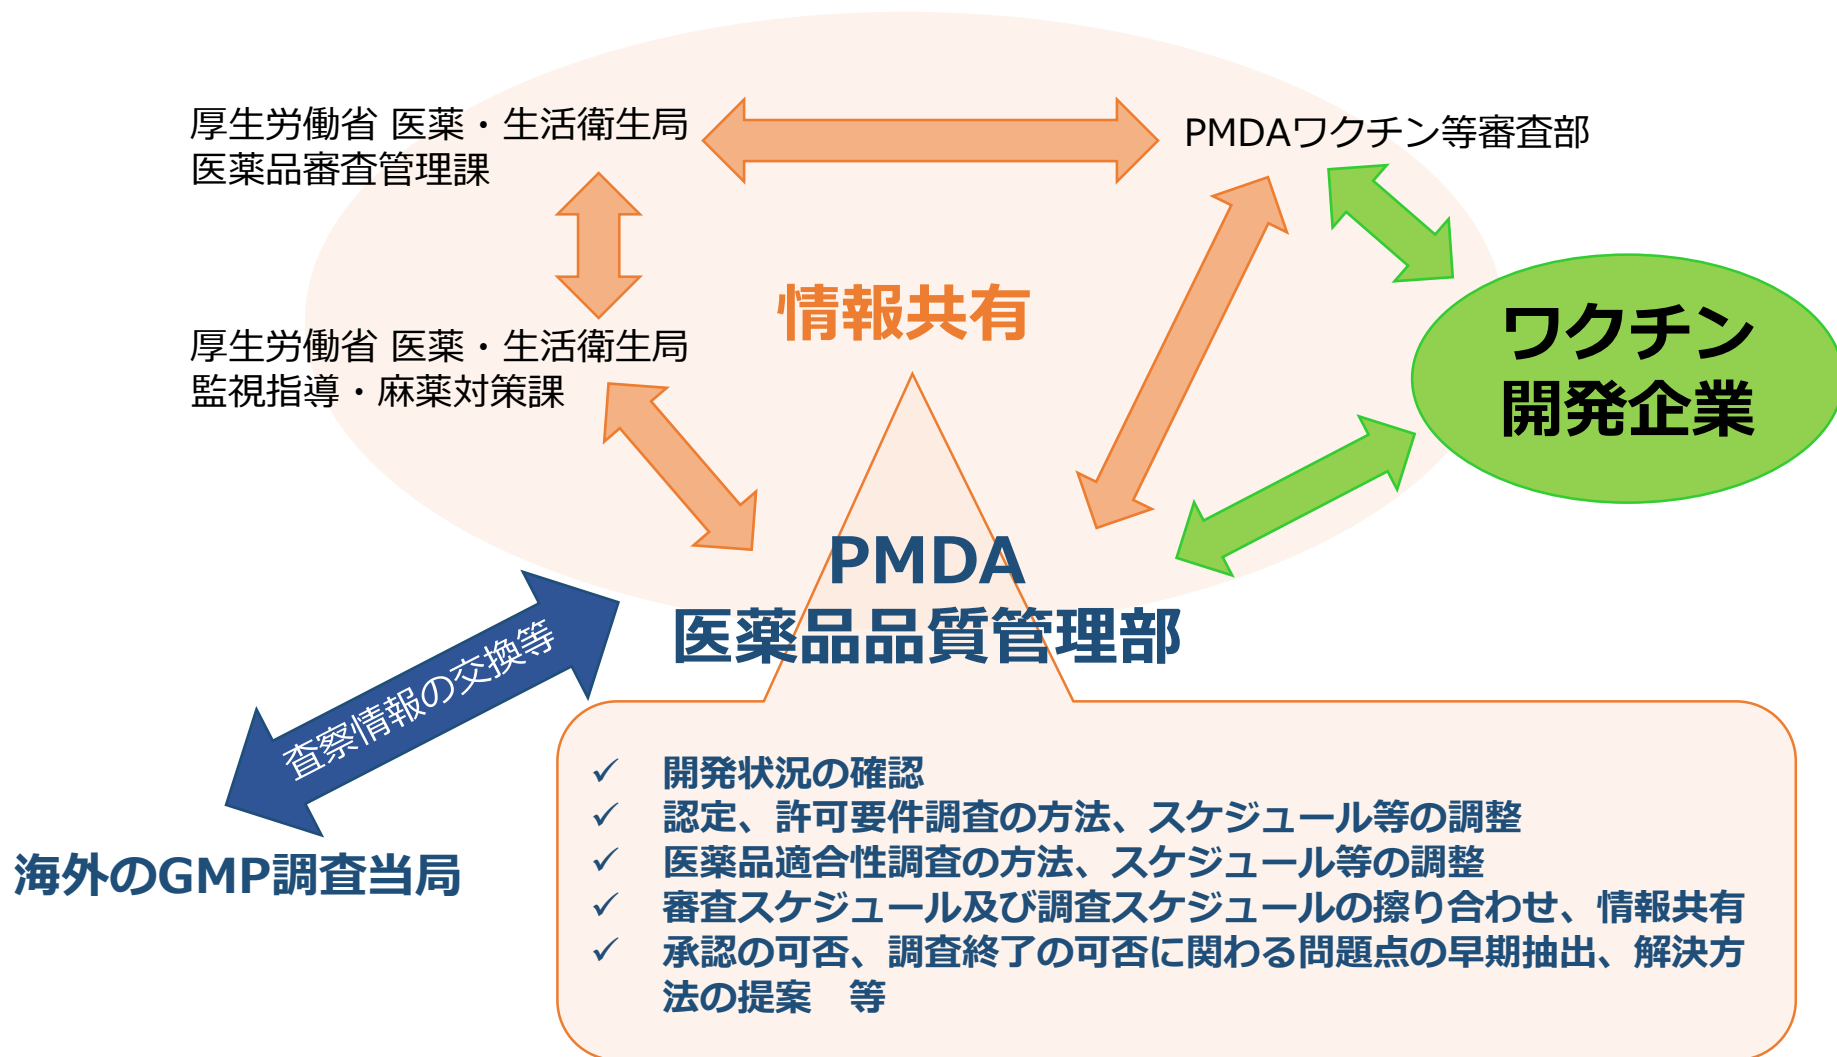 厚生労働省 医薬・生活衛生局
医薬品審査管理課
PMDAワクチン等審査部
情報共有
厚生労働省 医薬・生活衛生局
監視指導・麻薬対策課
ワクチン
開発企業
PMDA
医薬品品質管理部
査察情報の交換等
海外のGMP調査当局
✓ 開発状況の確認
✓ 認定、許可要件調査の方法、スケジュール等の調整
✓ 医薬品適合性調査の方法、スケジュール等の調整
✓ 審査スケジュール及び調査スケジュールの擦り合わせ、情報共有
✓ 承認の可否、調査終了の可否に関わる問題点の早期抽出、解決方
法の提案　等